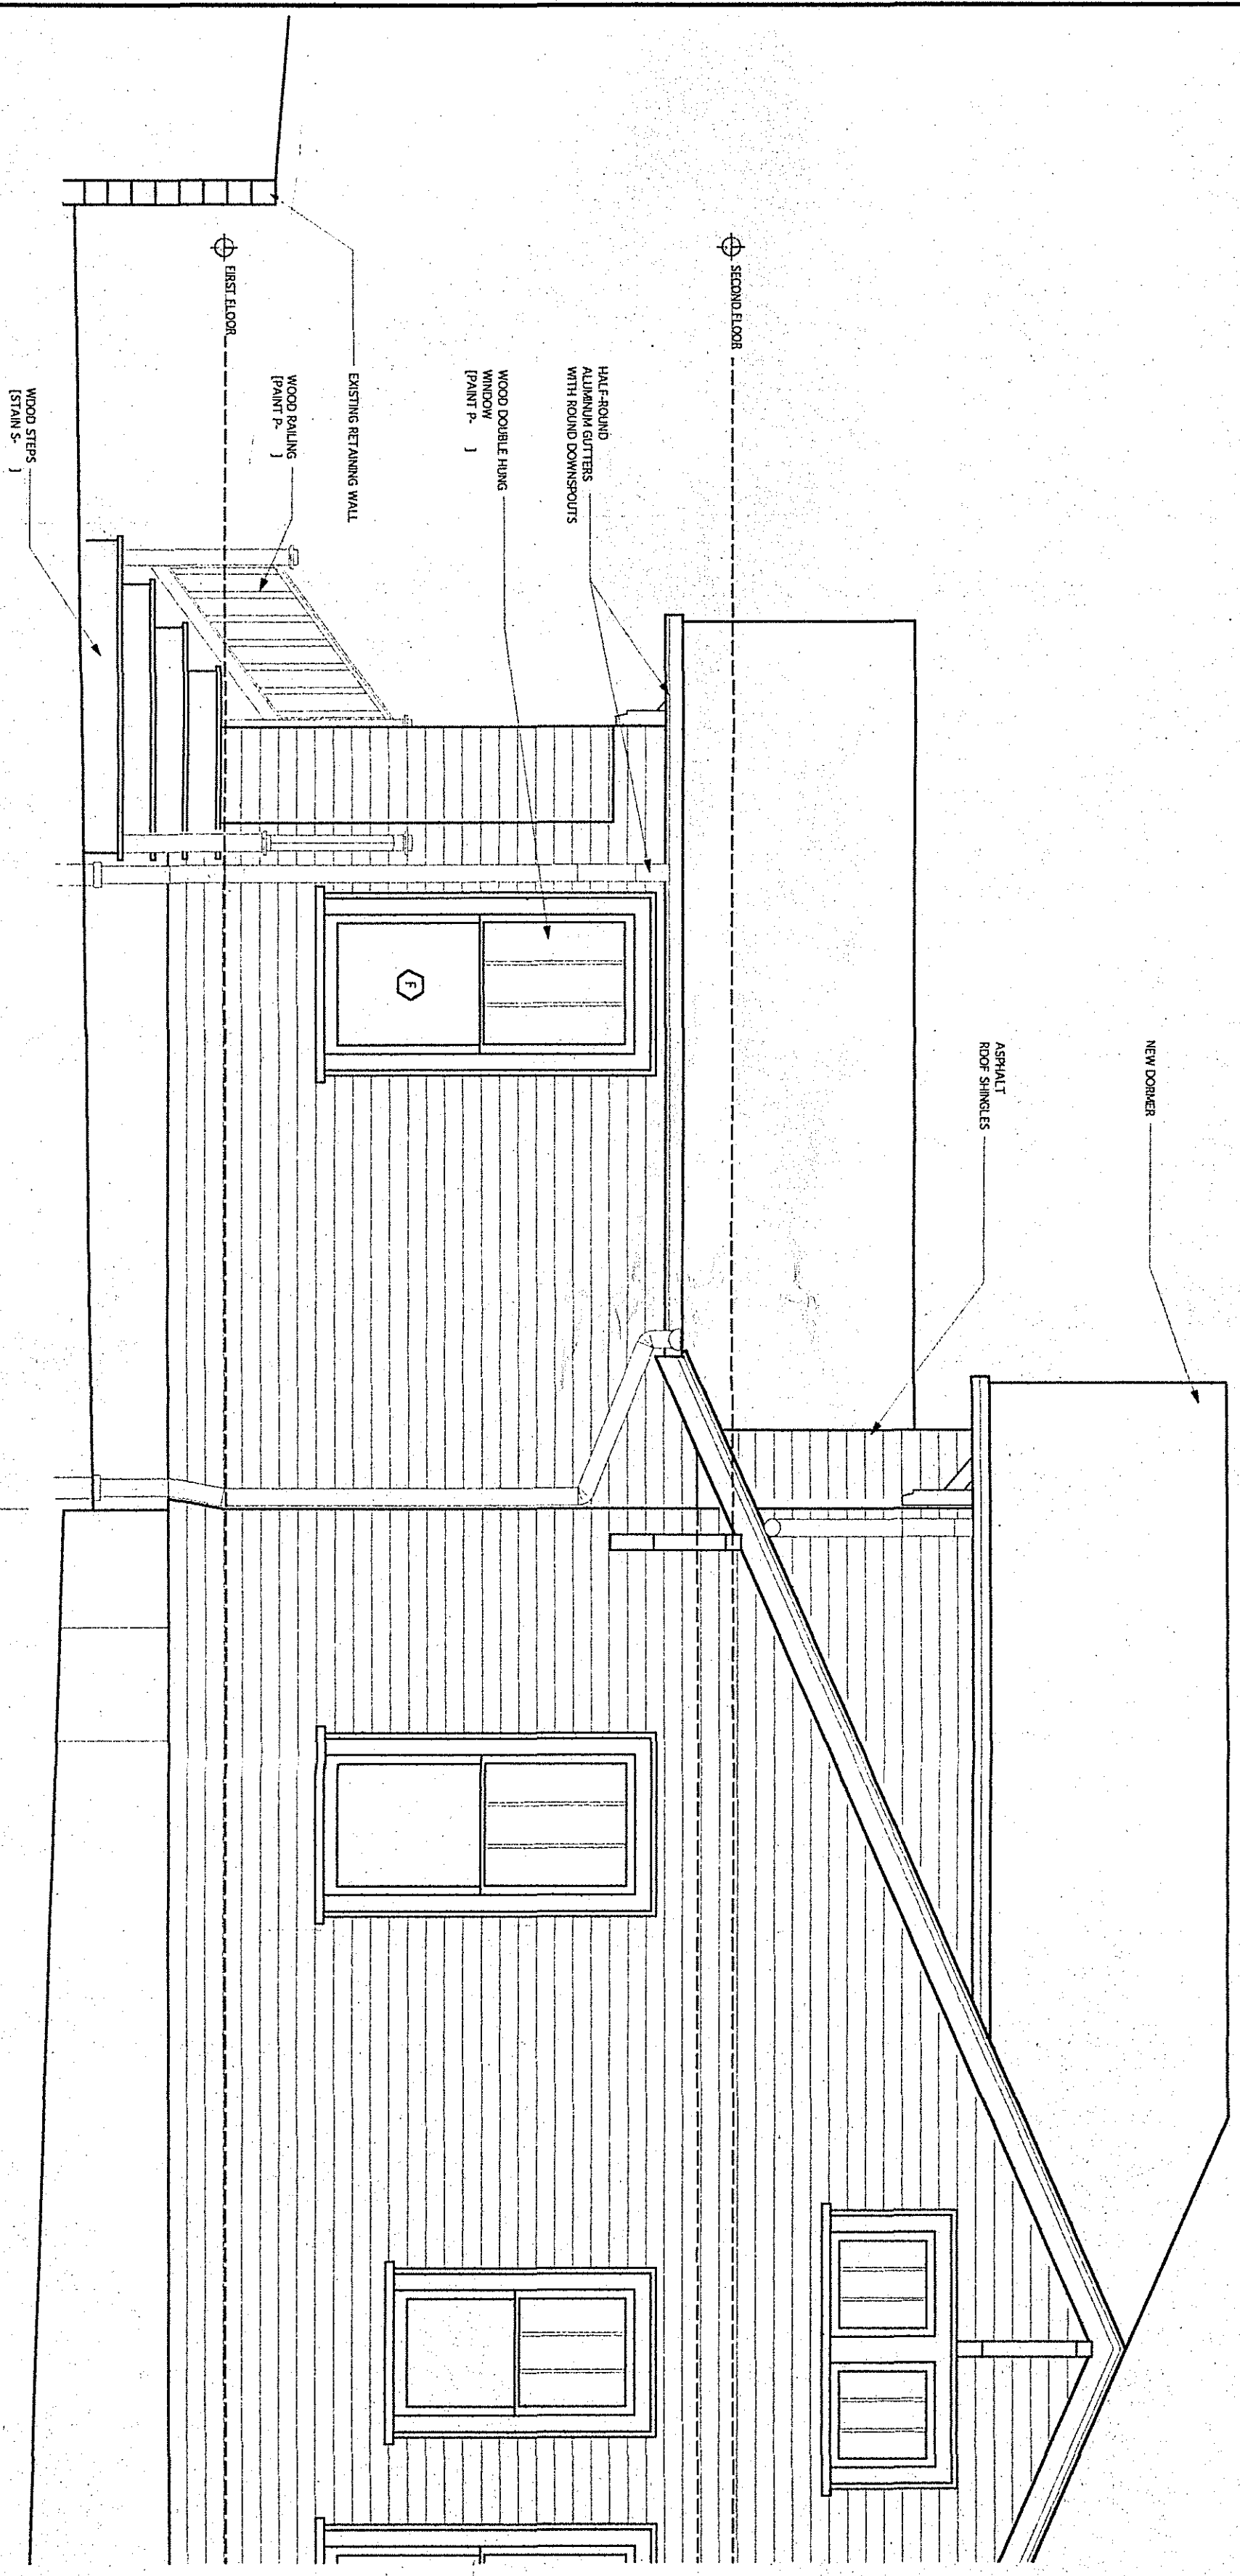 NEW DORMER
ASPHALT
ROOF SHINGLES
SECOND FLOOR
HALF-ROUND
ALUMINUM GUTTERS
WITH ROUND DOWNSPOUTS
WOOD DOUBLE HUNG
WINDOW
[PAINT P-      ]
F
EXISTING RETAINING WALL
WOOD RAILING
[PAINT P-      ]
FIRST FLOOR
WOOD STEPS
[STAIN S-      ]